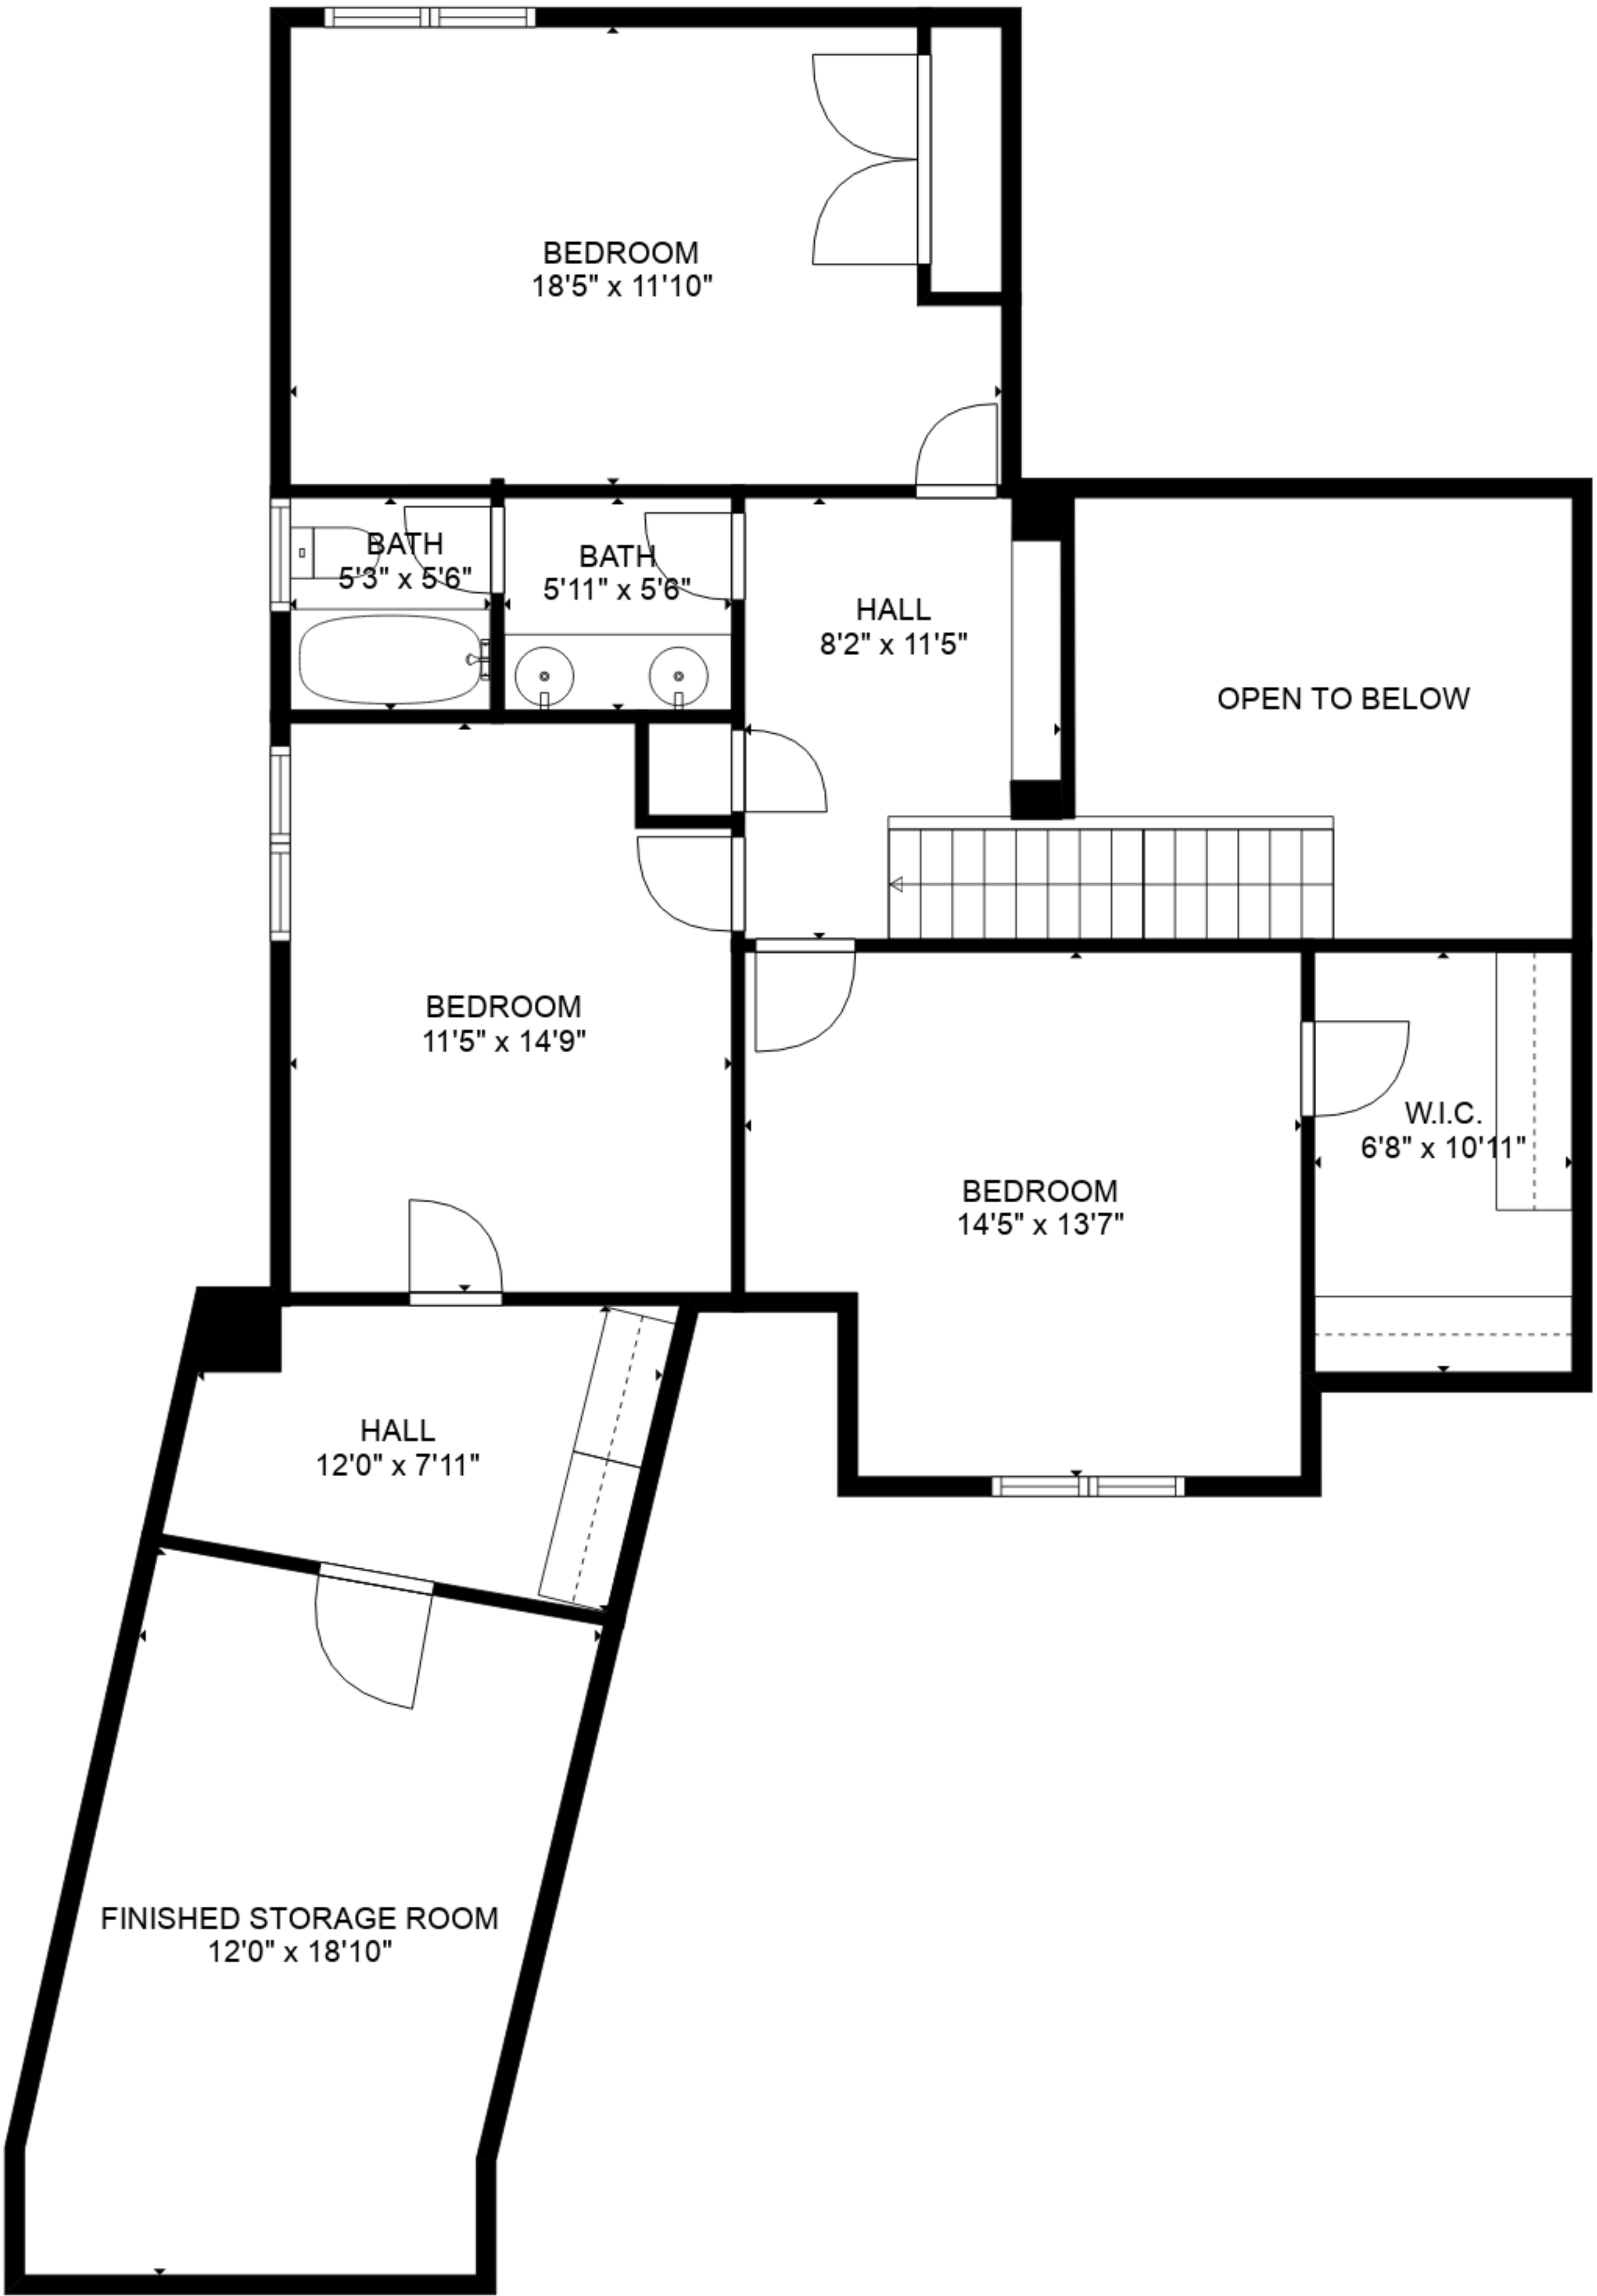 BEDROOM
18'5" x 11'10"
BATH
5'3" x 5'6"
BATH
5'11" x 5'6"
HALL
8'2" x 11'5"
OPEN TO BELOW
BEDROOM
11'5" x 14'9"
BEDROOM
14'5" x 13'7"
W.I.C.
6'8" x 10'11"
HALL
12'0" x 7'11"
FINISHED STORAGE ROOM
12'0" x 18'10"